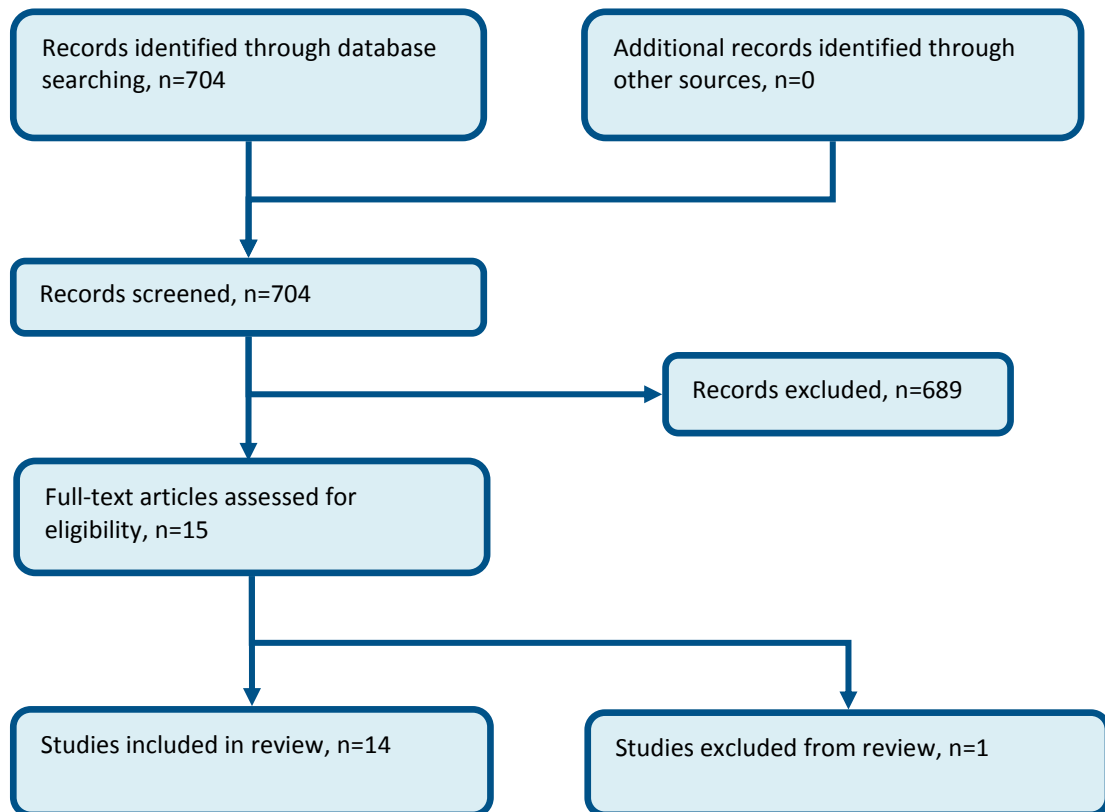 Records identified through database
searching, n=704
Additional records identified through
other sources, n=0
Records screened, n=704
Records excluded, n=689
Full-text articles assessed for
eligibility, n=15
Studies included in review, n=14
Studies excluded from review, n=1